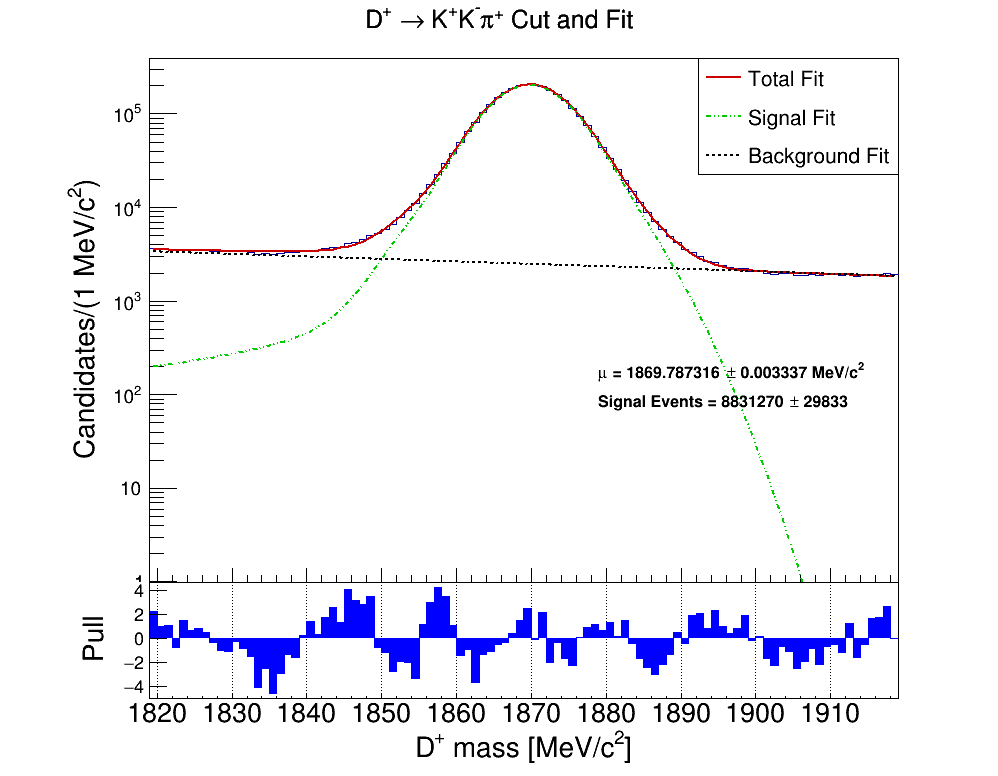 D⁺ → K⁺K⁻π⁺ Cut and Fit
Total Fit
Signal Fit
Background Fit
Candidates/(1 MeV/c²)
10⁵
10⁴
10³
10²
10
1
μ = 1869.787316 ± 0.003337 MeV/c²
Signal Events = 8831270 ± 29833
Pull
4
2
0
−2
−4
1820 1830 1840 1850 1860 1870 1880 1890 1900 1910
D⁺ mass [MeV/c²]